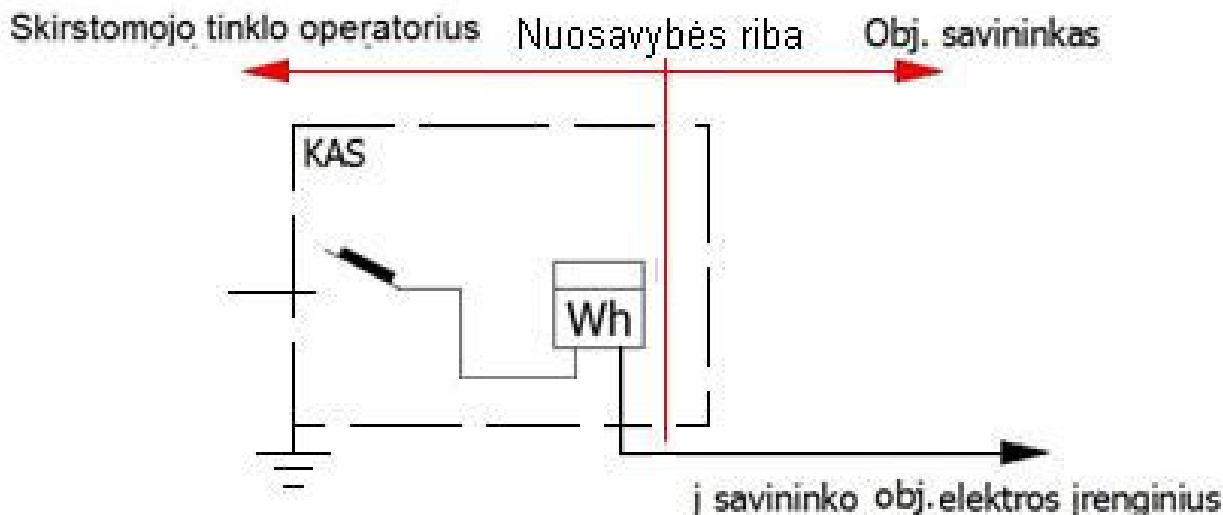 Skirstomojo tinklo operatorius Nuosavybės riba Obj. savininkas
KAS
Wh
į savininko obj. elektros įrenginius